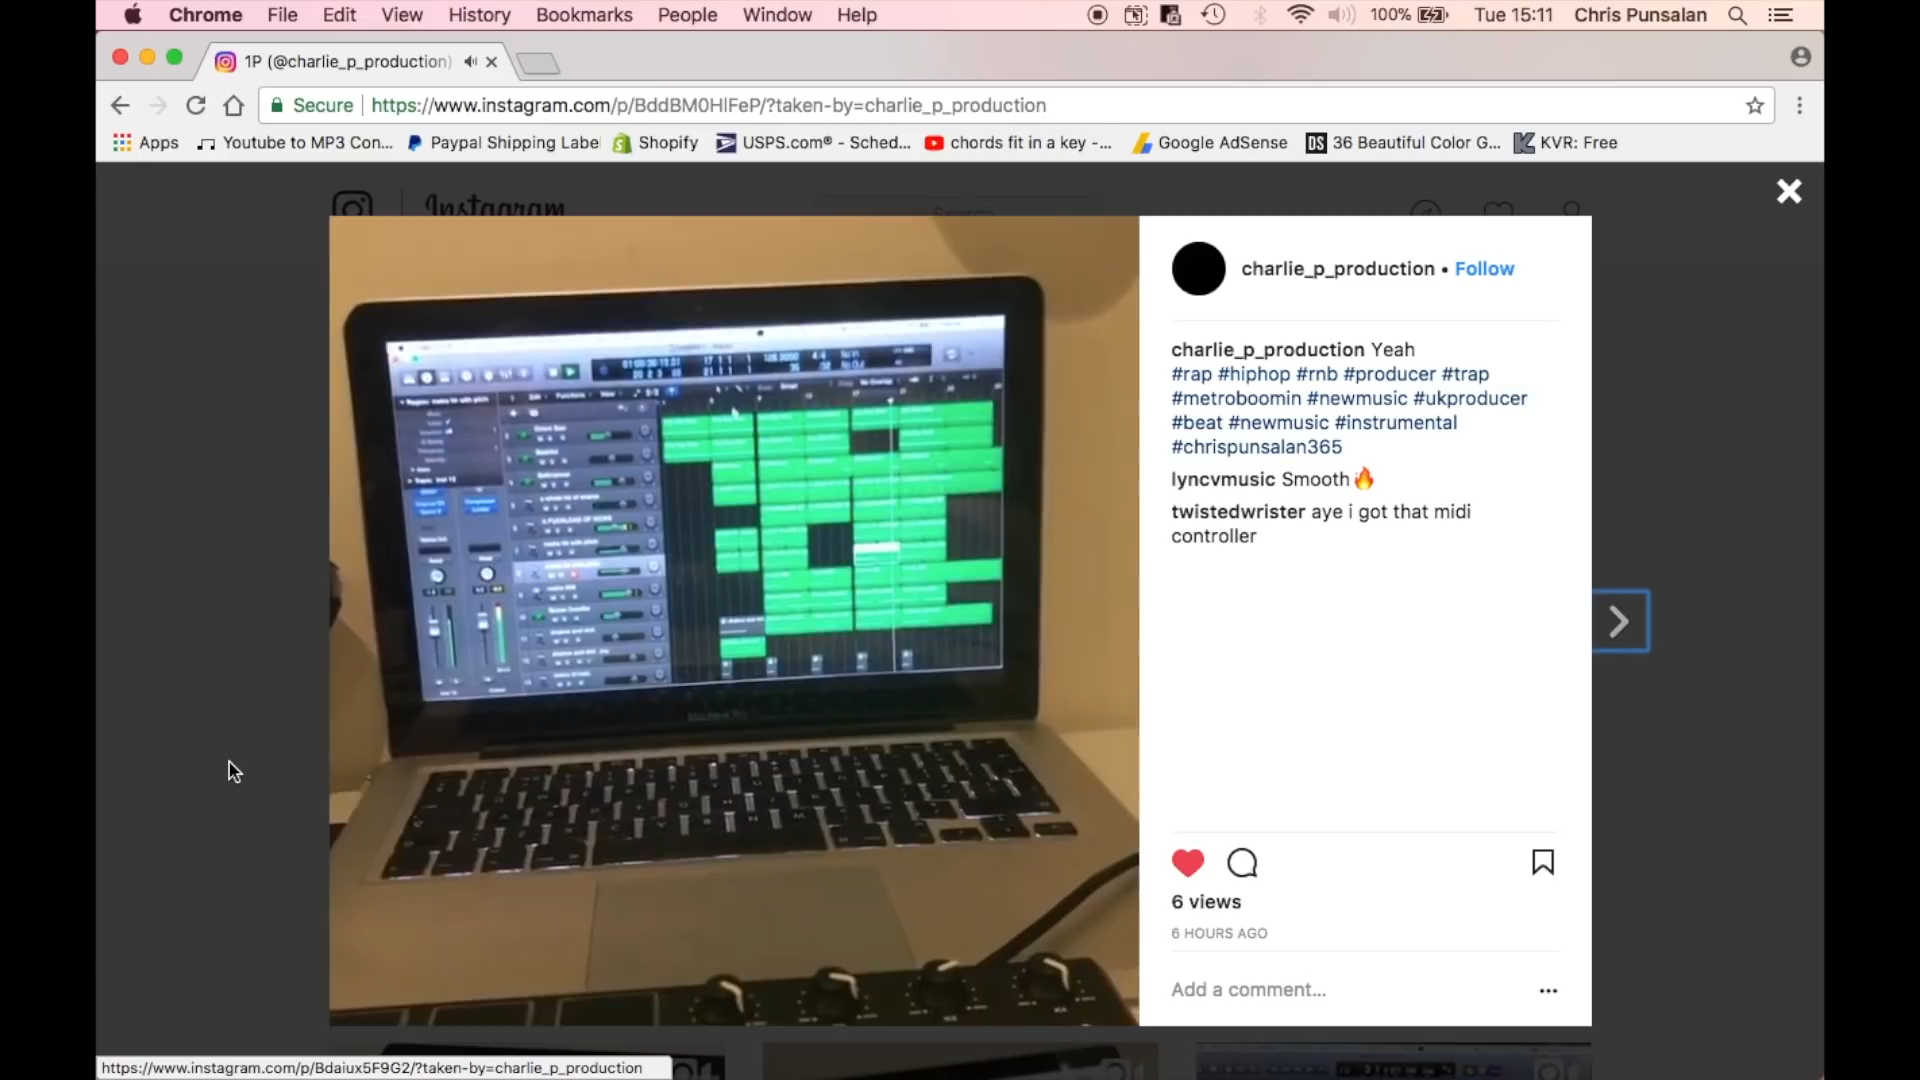 Chrome File Edit View History Bookmarks People Window Help 100% Tue 15:11 Chris Punsalan
1P (@charlie_p_production)
Secure https://www.instagram.com/p/BddBM0HlFeP/?taken-by=charlie_p_production
Apps Youtube to MP3 Con... Paypal Shipping Label Shopify USPS.com® - Sched... chords fit in a key -... Google AdSense DS 36 Beautiful Color G... KVR: Free
Instagram
charlie_p_production • Follow
charlie_p_production Yeah
#rap #hiphop #rnb #producer #trap
#metroboomin #newmusic #ukproducer
#beat #newmusic #instrumental
#chrispunsalan365
lyncvmusic Smooth🔥
twistedwrister aye i got that midi
controller
6 views
6 HOURS AGO
Add a comment...
https://www.instagram.com/p/Bdaiux5F9G2/?taken-by=charlie_p_production